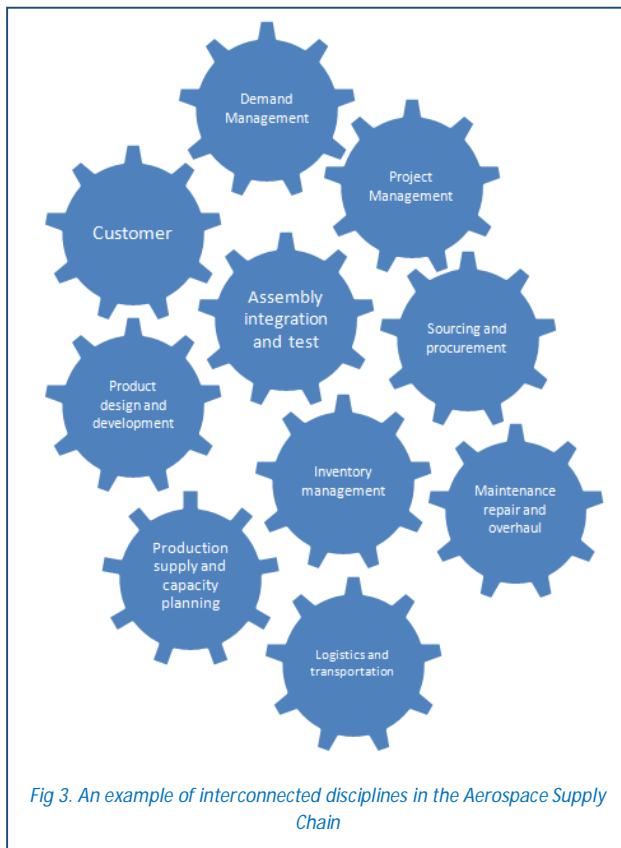 Demand
Management
Project
Management
Customer
Assembly
integration
and test
Sourcing and
procurement
Product
design and
development
Inventory
management
Maintenance
repair and
overhaul
Production
supply and
capacity
planning
Logistics and
transportation
Fig 3. An example of interconnected disciplines in the Aerospace Supply
Chain